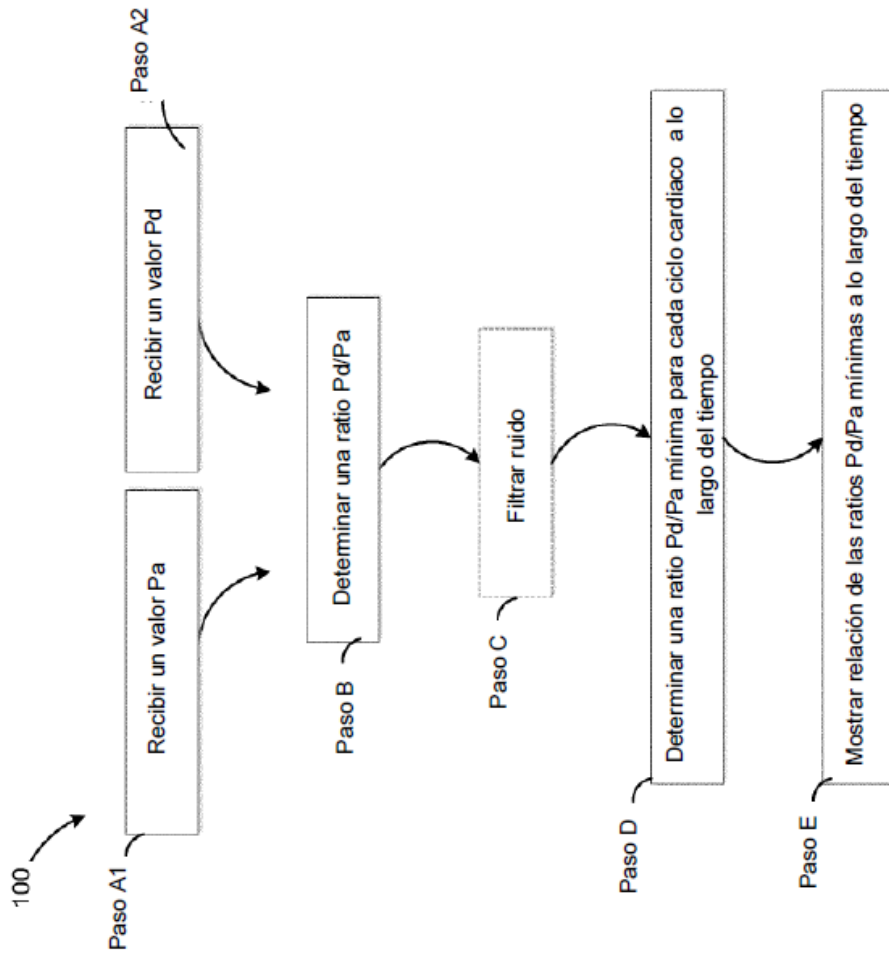 100
Paso A1
Recibir un valor Pa
Recibir un valor Pd
Paso A2
Paso B
Determinar una ratio Pd/Pa
Paso C
Filtrar ruido
Paso D
Determinar una ratio Pd/Pa mínima para cada ciclo cardiaco a lo
largo del tiempo
Paso E
Mostrar relación de las ratios Pd/Pa mínimas a lo largo del tiempo